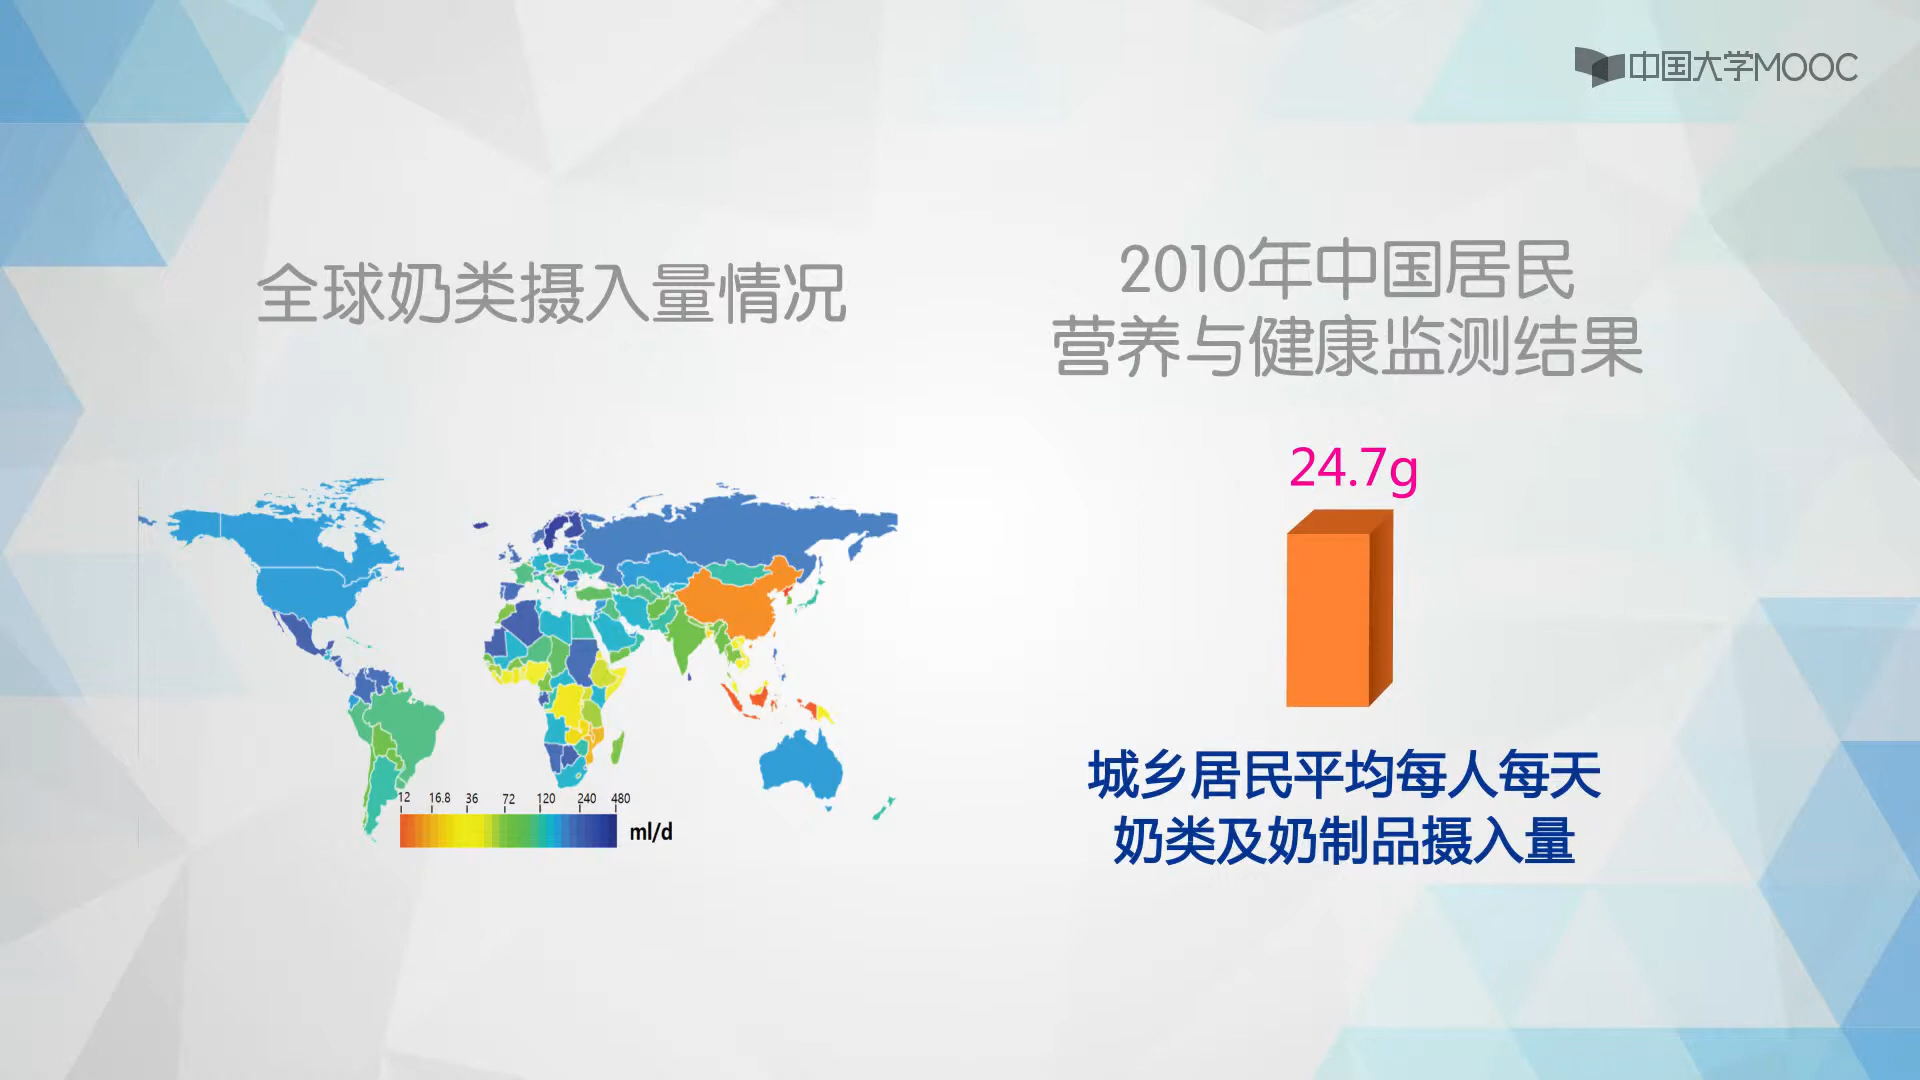 中国大学MOOC
全球奶类摄入量情况
2010年中国居民
营养与健康监测结果
24.7g
12 16.8 36 72 120 240 480
ml/d
城乡居民平均每人每天
奶类及奶制品摄入量